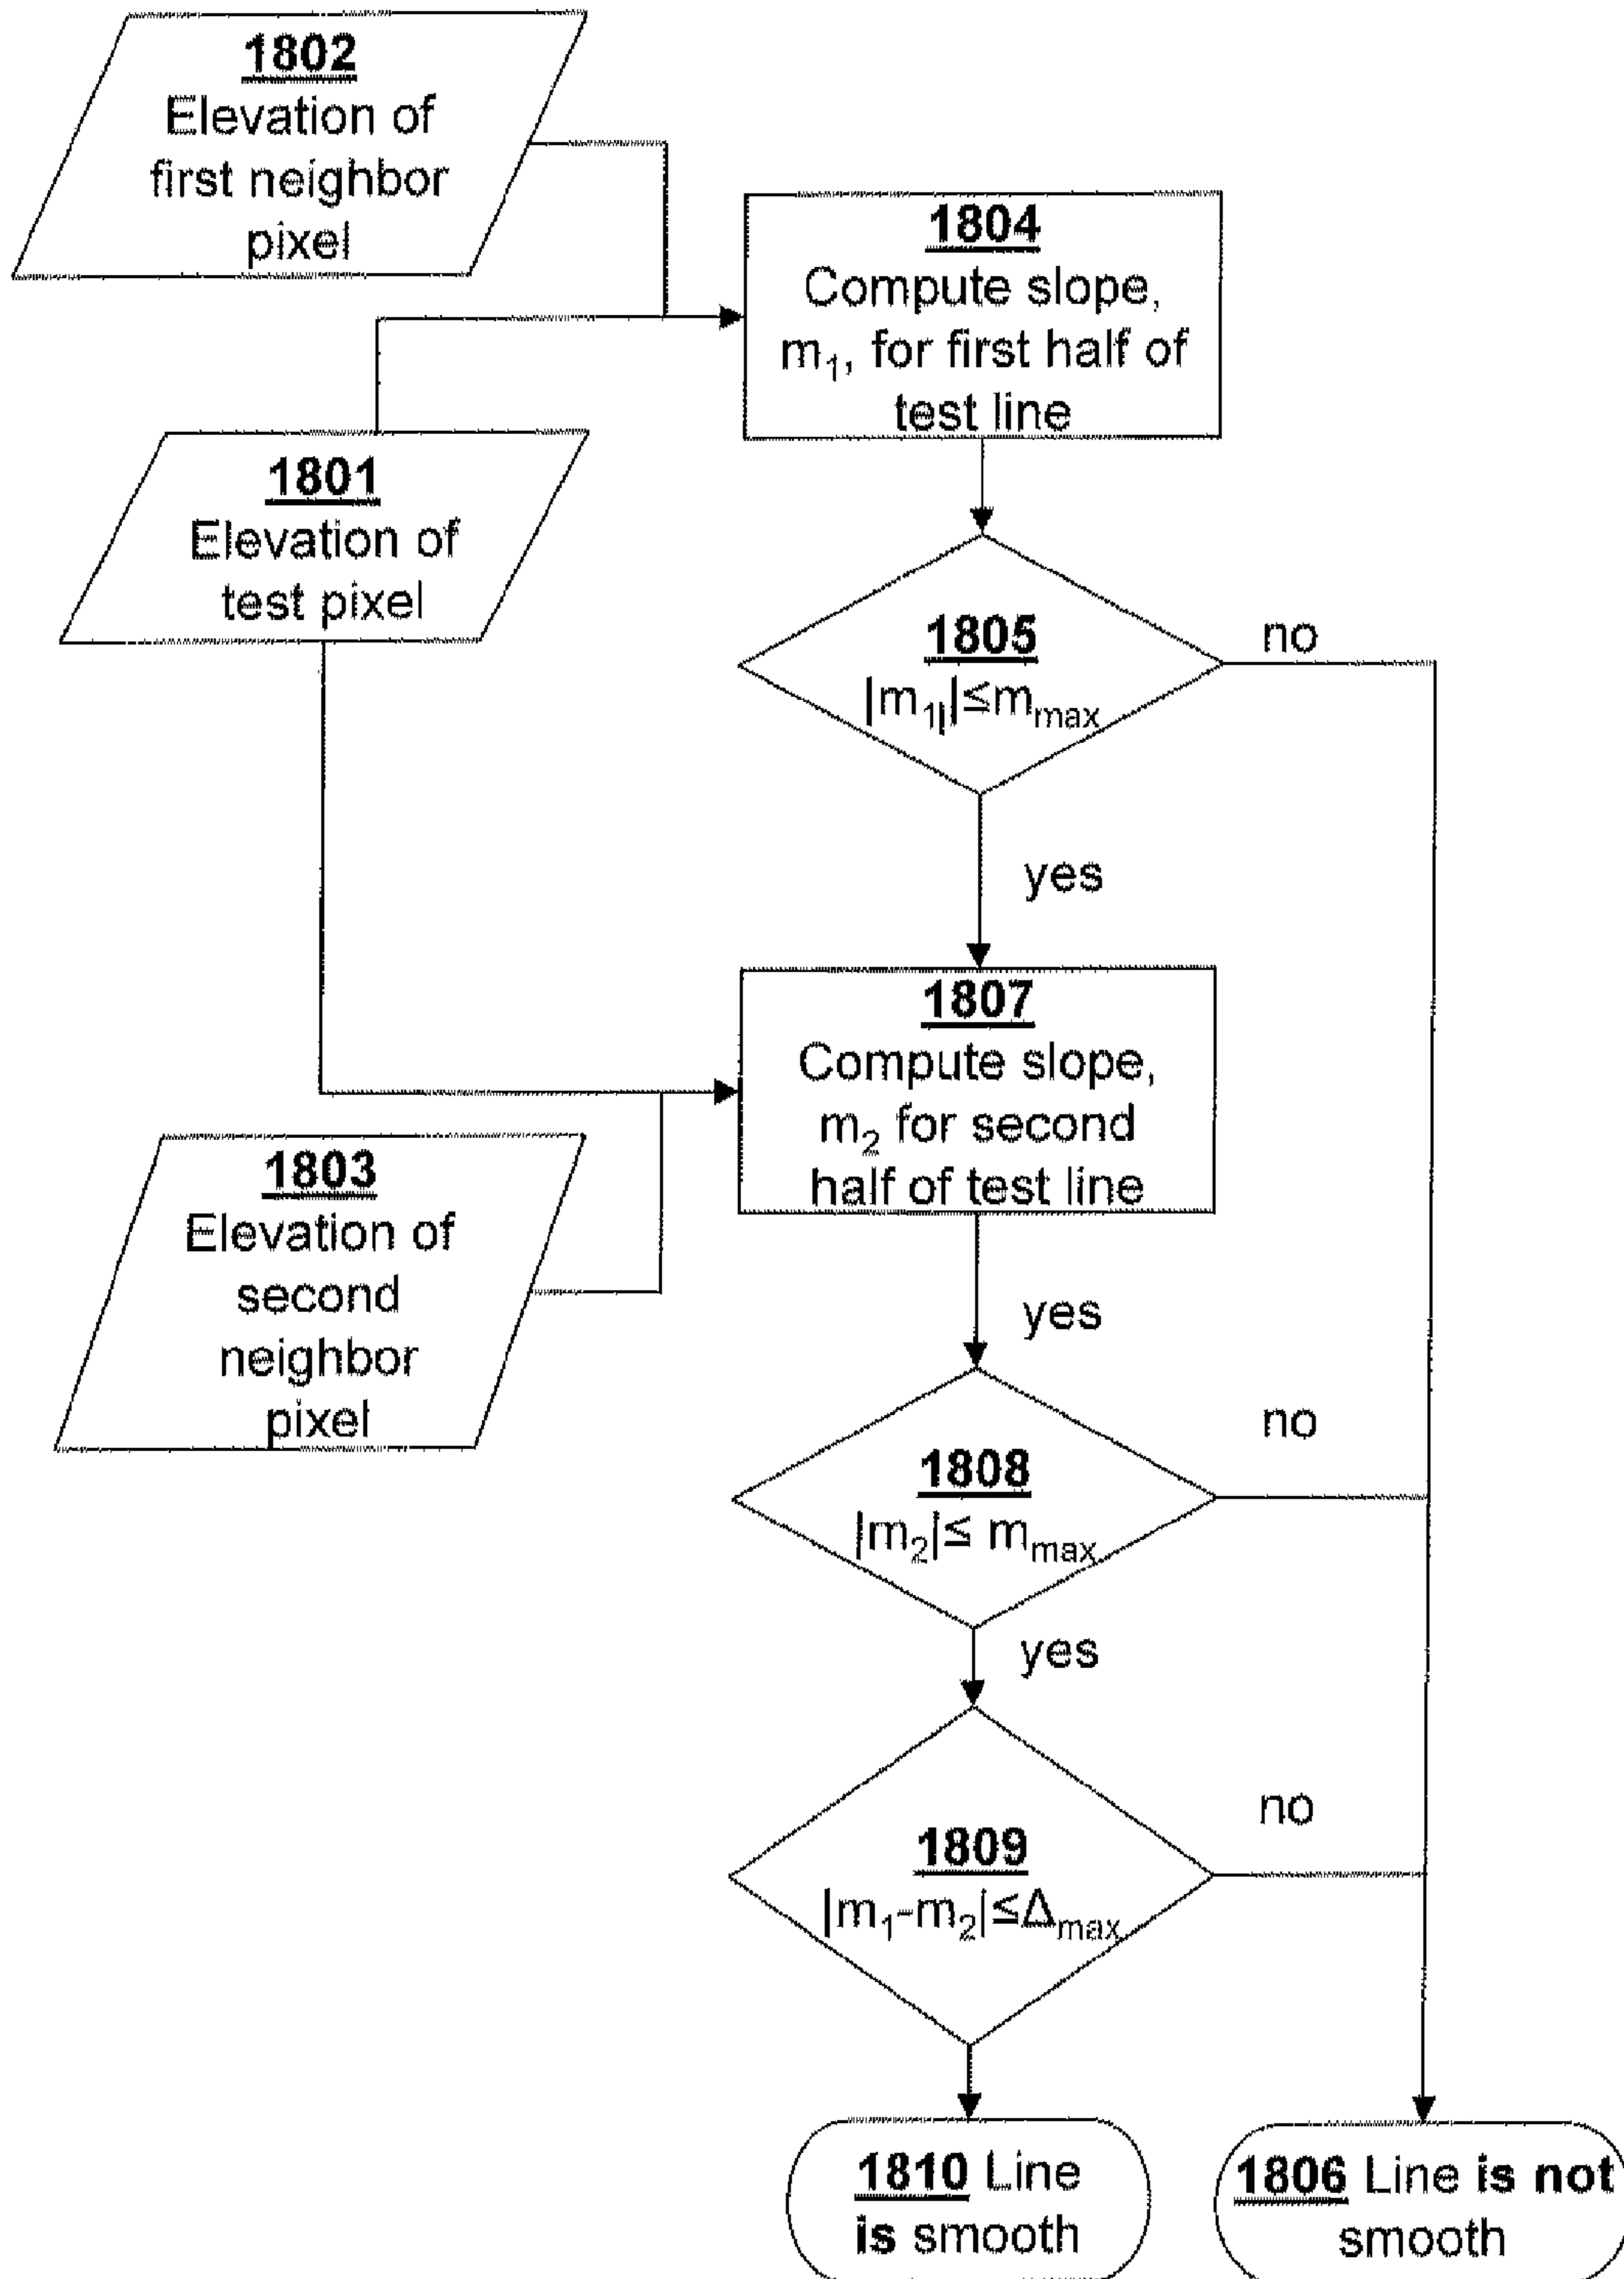 1802
Elevation of
first neighbor
pixel
1804
Compute slope,
m₁, for first half of
test line
1801
Elevation of
test pixel
1805
|m₁||≤m_max
no
yes
1807
Compute slope,
m₂ for second
half of test line
1803
Elevation of
second
neighbor
pixel
yes
1808
|m₂|≤ m_max
no
yes
1809
|m₁-m₂|≤Δ_max
no
1810 Line
is smooth
1806 Line is not
smooth